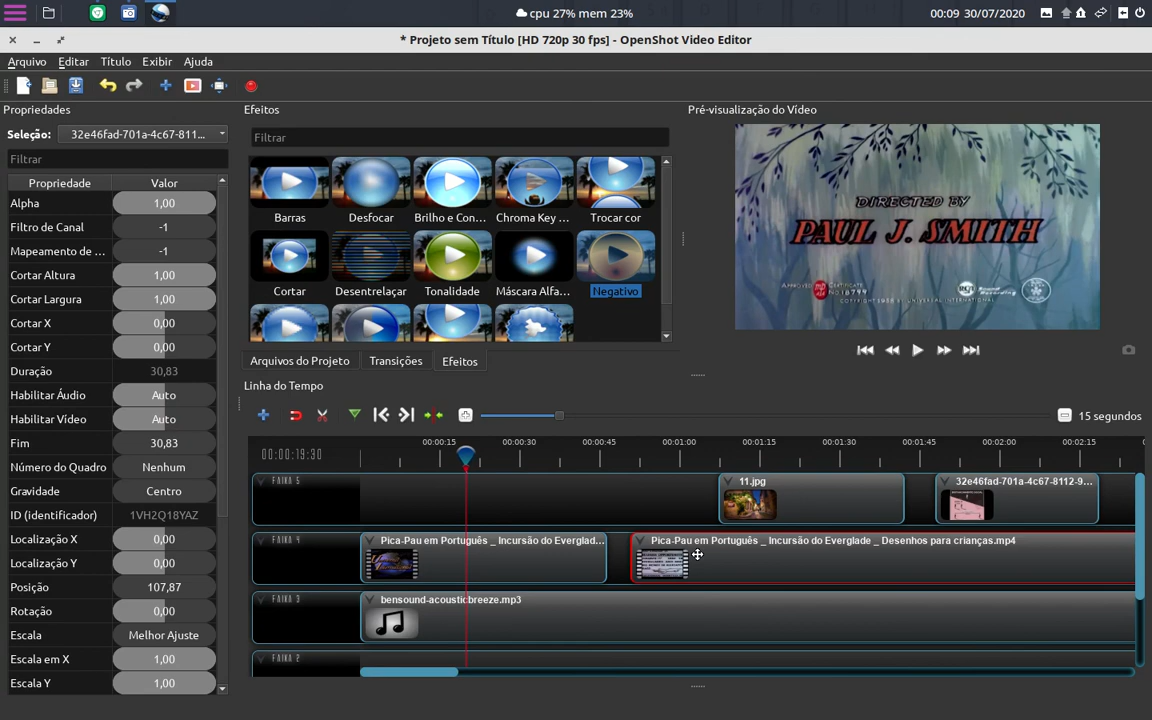 cpu 27% mem 23%
00:09 30/07/2020
* Projeto sem Título [HD 720p 30 fps] - OpenShot Video Editor
Arquivo Editar Título Exibir Ajuda
Propriedades
Seleção: 32e46fad-701a-4c67-811...
Filtrar
Propriedade Valor
Alpha 1,00
Filtro de Canal -1
Mapeamento de ... -1
Cortar Altura 1,00
Cortar Largura 1,00
Cortar X 0,00
Cortar Y 0,00
Duração 30,83
Habilitar Áudio Auto
Habilitar Vídeo Auto
Fim 30,83
Número do Quadro Nenhum
Gravidade Centro
ID (identificador) 1VH2Q18YAZ
Localização X 0,00
Localização Y 0,00
Posição 107,87
Rotação 0,00
Escala Melhor Ajuste
Escala em X 1,00
Escala Y 1,00
Efeitos
Filtrar
Barras Desfocar Brilho e Con... Chroma Key ... Trocar cor
Cortar Desentrelaçar Tonalidade Máscara Alfa... Negativo
Arquivos do Projeto Transições Efeitos
Pré-visualização do Vídeo
DIRECTED BY
PAUL J. SMITH
APPROVED
CERTIFICATE
COPYRIGHT 1958 BY UNIVERSAL INTERNATIONAL
RCA
Linha do Tempo
15 segundos
00:00:19:30
00:00:15 00:00:30 00:00:45 00:01:00 00:01:15 00:01:30 00:01:45 00:02:00 00:02:15
FAIXA 5
11.jpg
32e46fad-701a-4c67-8112-9...
FAIXA 4
Pica-Pau em Português _ Incursão do Everglad...
Pica-Pau em Português _ Incursão do Everglade _ Desenhos para crianças.mp4
FAIXA 3
bensound-acousticbreeze.mp3
FAIXA 2